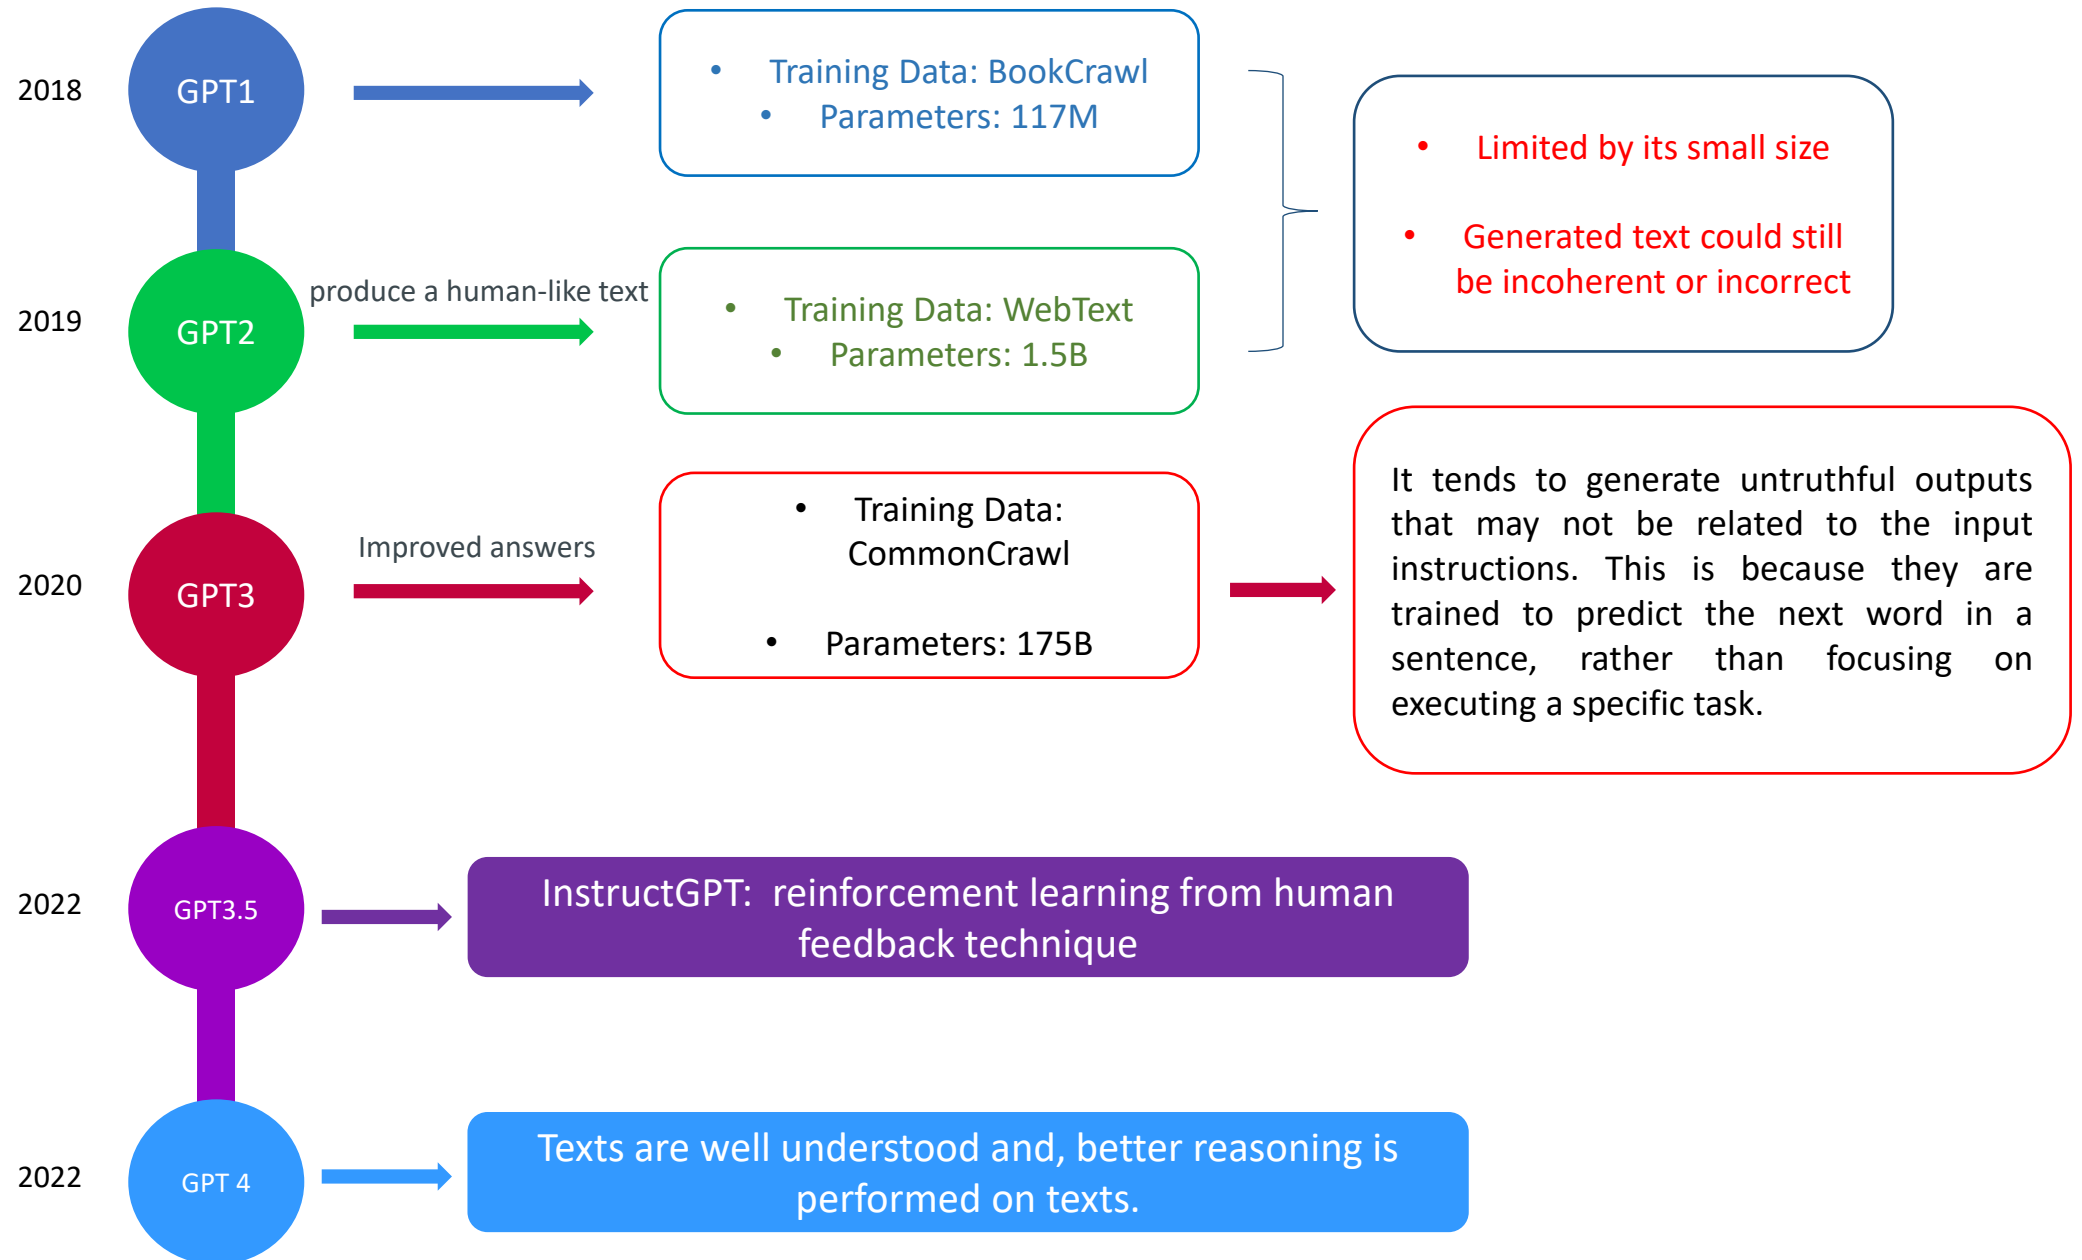 2018
GPT1
• Training Data: BookCrawl
• Parameters: 117M
• Limited by its small size
• Generated text could still
be incoherent or incorrect
2019
GPT2
produce a human-like text
• Training Data: WebText
• Parameters: 1.5B
2020
GPT3
Improved answers
• Training Data:
CommonCrawl
• Parameters: 175B
It tends to generate untruthful outputs
that may not be related to the input
instructions. This is because they are
trained to predict the next word in a
sentence, rather than focusing on
executing a specific task.
2022
GPT3.5
InstructGPT: reinforcement learning from human
feedback technique
2022
GPT 4
Texts are well understood and, better reasoning is
performed on texts.